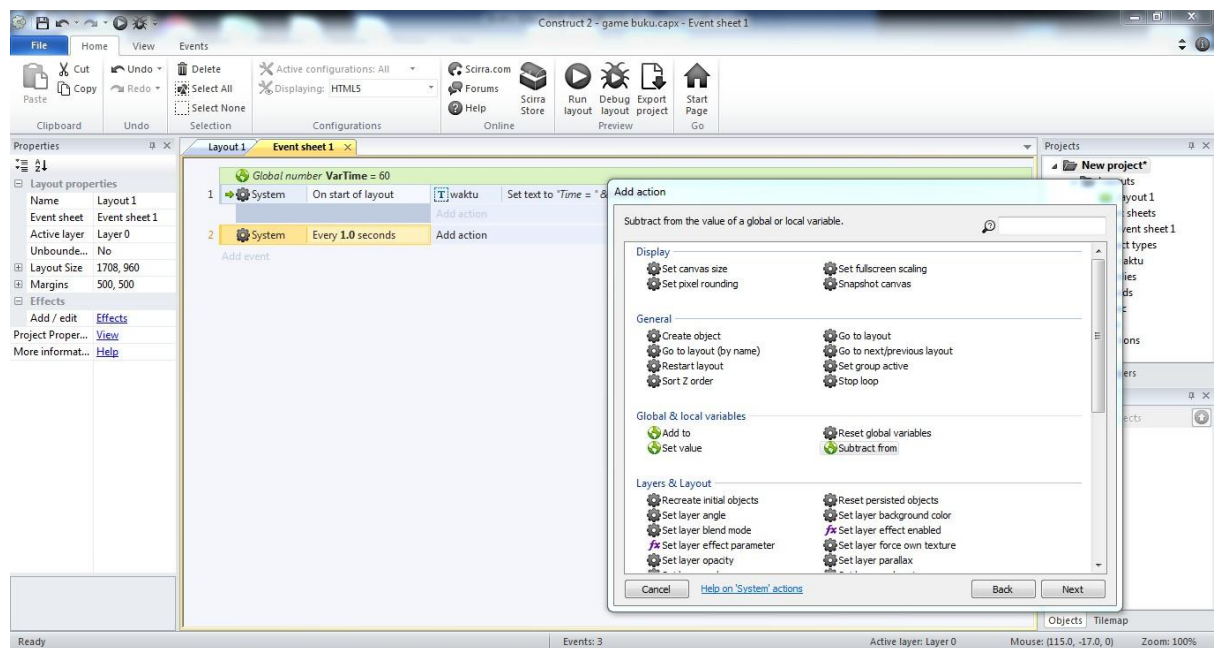 Construct 2 - game buku.capx - Event sheet 1
File Home View Events
Paste
Cut
Copy
Clipboard
Undo
Redo
Undo
Delete
Select All
Select None
Selection
Active configurations: All
Displaying: HTML5
Configurations
Scirra.com
Forums
Help
Scirra Store
Online
Run layout
Debug layout
Export project
Preview
Start Page
Go
Properties
Layout properties
Name Layout 1
Event sheet Event sheet 1
Active layer Layer 0
Unbounde... No
Layout Size 1708, 960
Margins 500, 500
Effects
Add / edit Effects
Project Proper... View
More informat... Help
Layout 1 Event sheet 1
Global number VarTime = 60
1 System On start of layout waktu Set text to "Time = " &
Add action
2 System Every 1.0 seconds Add action
Add event
Add action
Subtract from the value of a global or local variable.
Display
Set canvas size Set fullscreen scaling
Set pixel rounding Snapshot canvas
General
Create object Go to layout
Go to layout (by name) Go to next/previous layout
Restart layout Set group active
Sort Z order Stop loop
Global & local variables
Add to Reset global variables
Set value Subtract from
Layers & Layout
Recreate initial objects Reset persisted objects
Set layer angle Set layer background color
Set layer blend mode Set layer effect enabled
Set layer effect parameter Set layer force own texture
Set layer opacity Set layer parallax
Cancel Help on 'System' actions Back Next
Projects
New project*
uts
ayout 1
sheets
vent sheet 1
ct types
aktu
ies
ds
c
ons
ers
ects
Objects Tilemap
Ready Events: 3 Active layer: Layer 0 Mouse: (115.0, -17.0, 0) Zoom: 100%